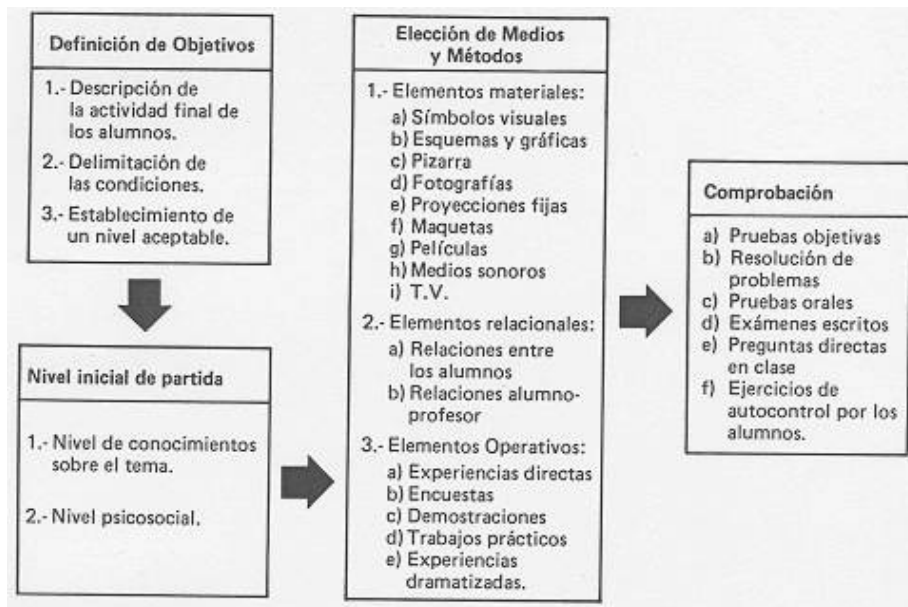 Definición de Objetivos
1.- Descripción de
la actividad final de
los alumnos.
2.- Delimitación de
las condiciones.
3.- Establecimiento de
un nivel aceptable.
Nivel inicial de partida
1.- Nivel de conocimientos
sobre el tema.
2.- Nivel psicosocial.
Elección de Medios
y Métodos
1.- Elementos materiales:
a) Símbolos visuales
b) Esquemas y gráficas
c) Pizarra
d) Fotografías
e) Proyecciones fijas
f) Maquetas
g) Películas
h) Medios sonoros
i) T.V.
2.- Elementos relacionales:
a) Relaciones entre
los alumnos
b) Relaciones alumno-
profesor
3.- Elementos Operativos:
a) Experiencias directas
b) Encuestas
c) Demostraciones
d) Trabajos prácticos
e) Experiencias
dramatizadas.
Comprobación
a) Pruebas objetivas
b) Resolución de
problemas
c) Pruebas orales
d) Exámenes escritos
e) Preguntas directas
en clase
f) Ejercicios de
autocontrol por los
alumnos.